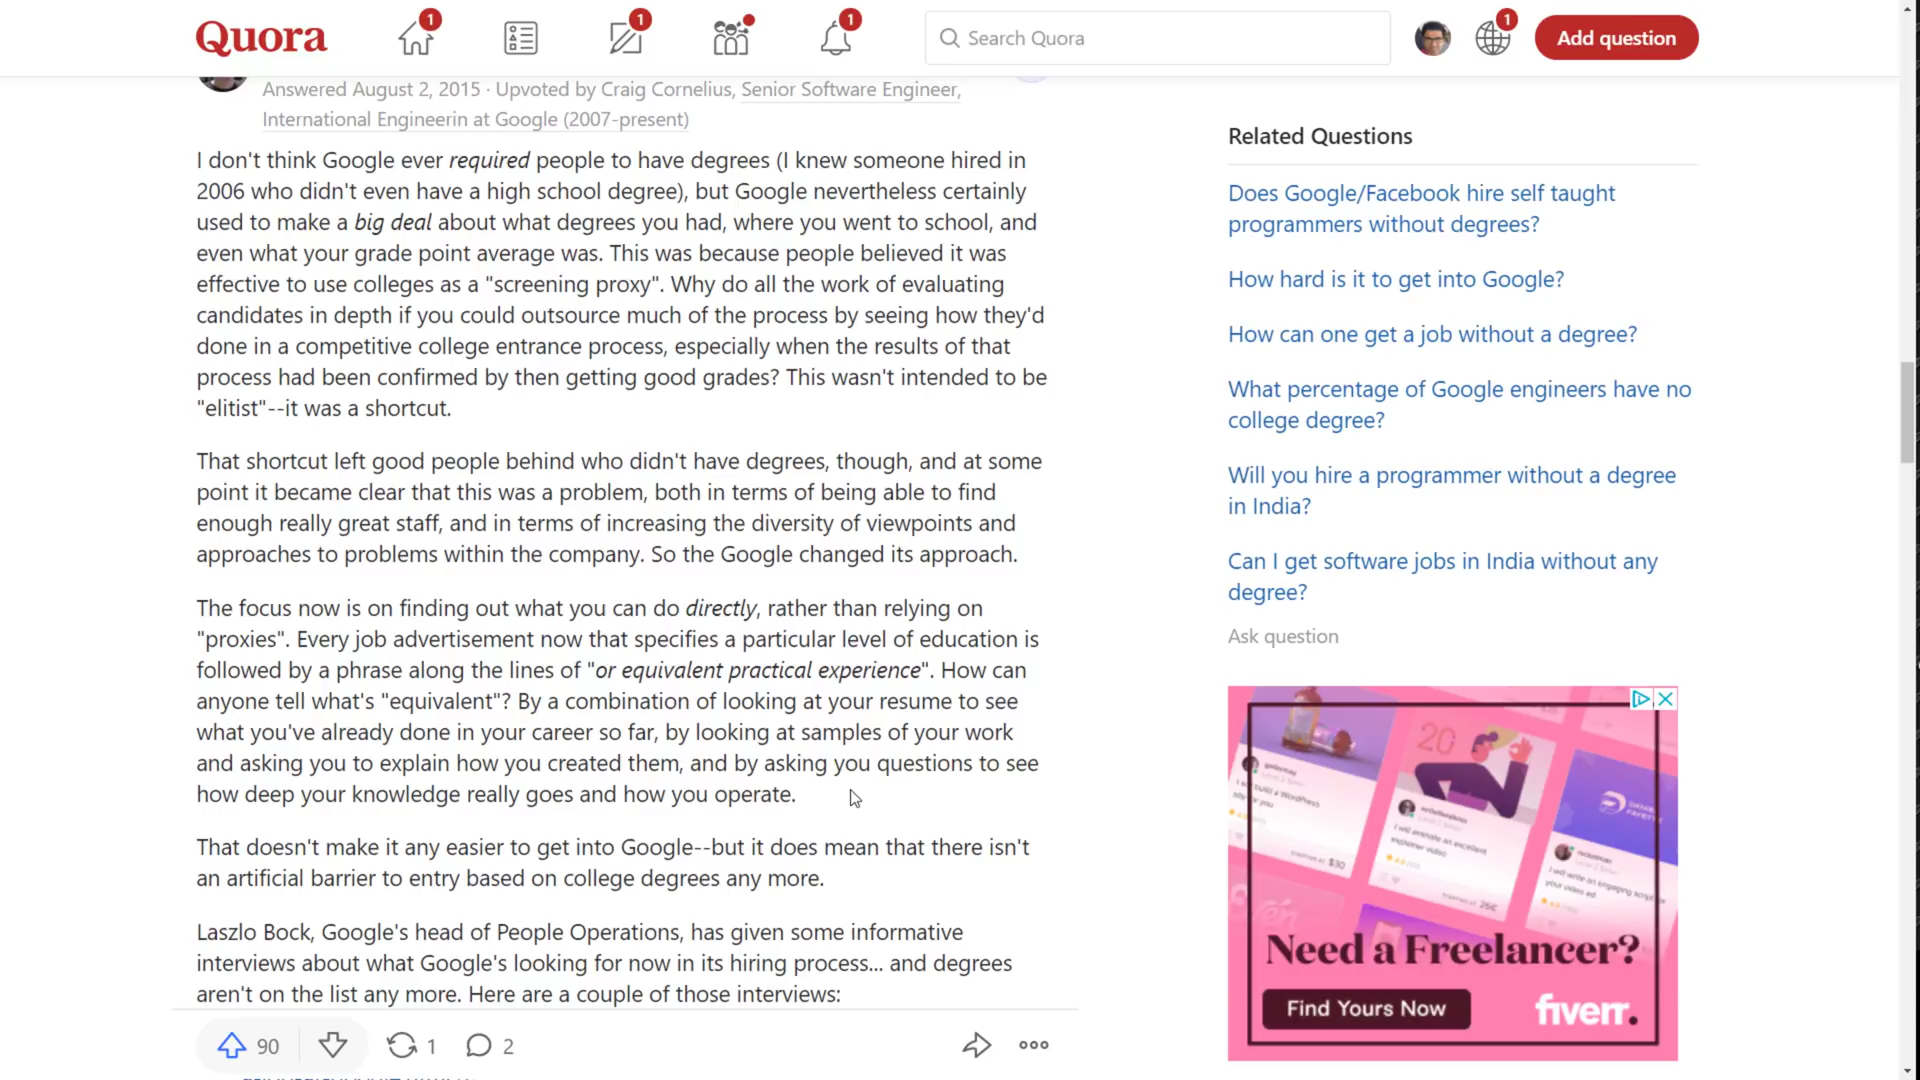 Quora
1
1
1
Search Quora
1
Add question
Answered August 2, 2015 · Upvoted by Craig Cornelius, Senior Software Engineer,
International Engineerin at Google (2007-present)
I don't think Google ever required people to have degrees (I knew someone hired in
2006 who didn't even have a high school degree), but Google nevertheless certainly
used to make a big deal about what degrees you had, where you went to school, and
even what your grade point average was. This was because people believed it was
effective to use colleges as a "screening proxy". Why do all the work of evaluating
candidates in depth if you could outsource much of the process by seeing how they'd
done in a competitive college entrance process, especially when the results of that
process had been confirmed by then getting good grades? This wasn't intended to be
"elitist"--it was a shortcut.
That shortcut left good people behind who didn't have degrees, though, and at some
point it became clear that this was a problem, both in terms of being able to find
enough really great staff, and in terms of increasing the diversity of viewpoints and
approaches to problems within the company. So the Google changed its approach.
The focus now is on finding out what you can do directly, rather than relying on
"proxies". Every job advertisement now that specifies a particular level of education is
followed by a phrase along the lines of "or equivalent practical experience". How can
anyone tell what's "equivalent"? By a combination of looking at your resume to see
what you've already done in your career so far, by looking at samples of your work
and asking you to explain how you created them, and by asking you questions to see
how deep your knowledge really goes and how you operate.
That doesn't make it any easier to get into Google--but it does mean that there isn't
an artificial barrier to entry based on college degrees any more.
Laszlo Bock, Google's head of People Operations, has given some informative
interviews about what Google's looking for now in its hiring process... and degrees
aren't on the list any more. Here are a couple of those interviews:
90
1
2
Related Questions
Does Google/Facebook hire self taught
programmers without degrees?
How hard is it to get into Google?
How can one get a job without a degree?
What percentage of Google engineers have no
college degree?
Will you hire a programmer without a degree
in India?
Can I get software jobs in India without any
degree?
Ask question
20
I will animate an excellent
explainer video
$30
Need a Freelancer?
Find Yours Now
fiverr.